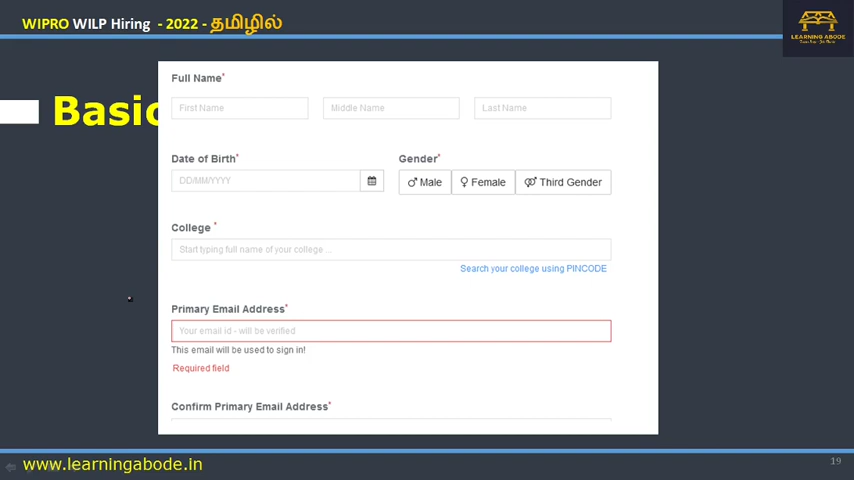 WIPRO WILP Hiring - 2022 - தமிழில்
LEARNING ABODE
Basic
Full Name*
First Name Middle Name Last Name
Date of Birth* Gender*
DD/MM/YYYY Male Female Third Gender
College *
Start typing full name of your college ...
Search your college using PINCODE
Primary Email Address*
Your email id - will be verified
This email will be used to sign in!
Required field
Confirm Primary Email Address*
www.learningabode.in
19